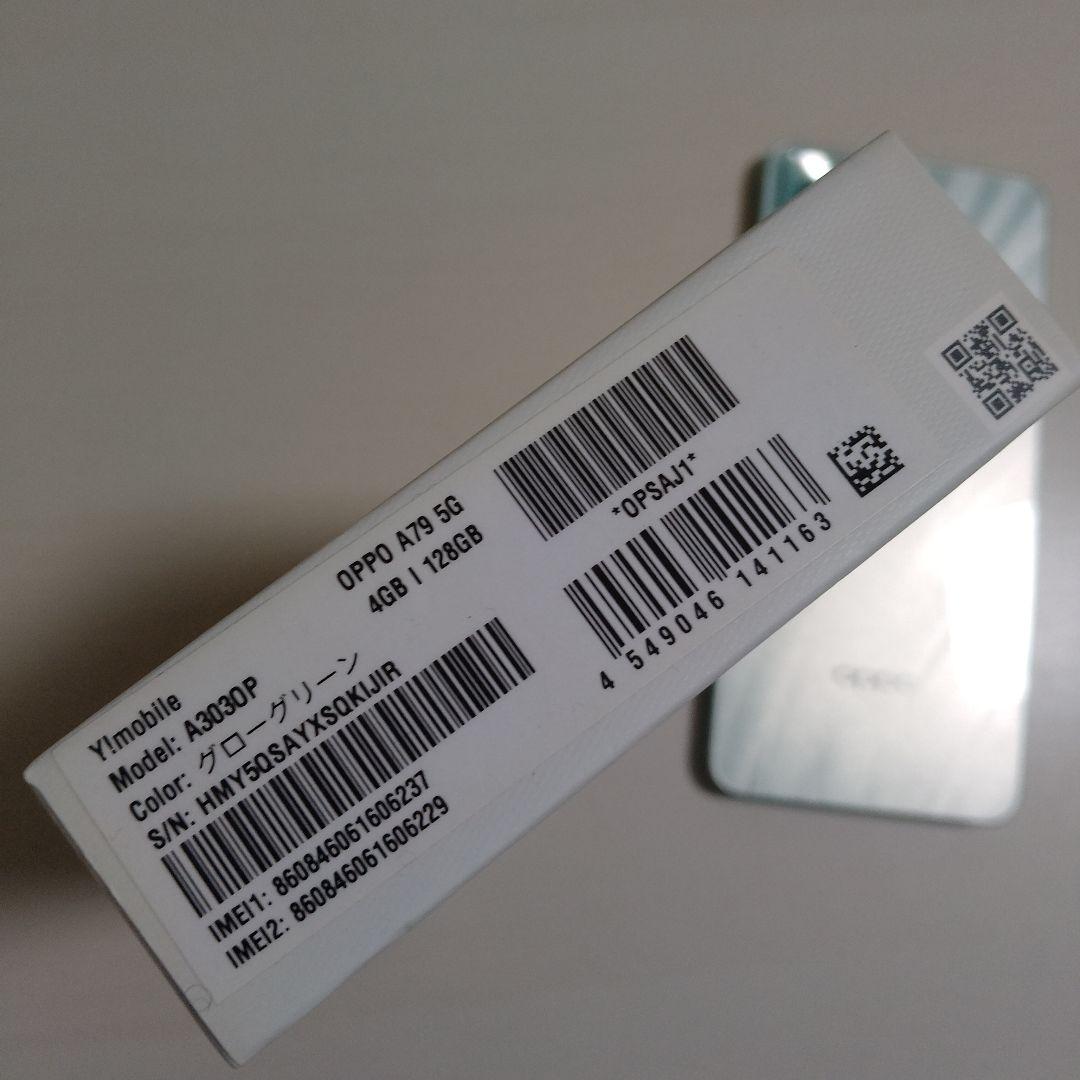 Y!mobile
Model: A303OP
Color: グローグリーン
S/N: HMY5QSAYXSQKIJIR
IMEI1: 860846061606237
IMEI2: 860846061606229
OPPO A79 5G
4GB | 128GB
*OPSAJ1*
4 549046 141163
oppo